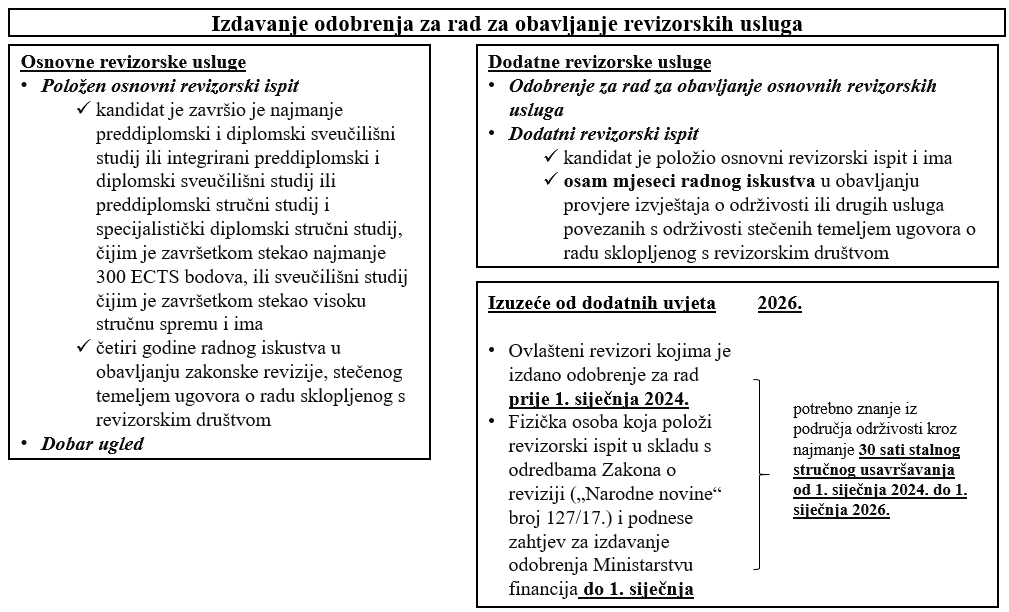 Izdavanje odobrenja za rad za obavljanje revizorskih usluga
Osnovne revizorske usluge
• Položen osnovni revizorski ispit
✓ kandidat je završio je najmanje
preddiplomski i diplomski sveučilišni
studij ili integrirani preddiplomski i
diplomski sveučilišni studij ili
preddiplomski stručni studij i
specijalistički diplomski stručni studij,
čijim je završetkom stekao najmanje
300 ECTS bodova, ili sveučilišni studij
čijim je završetkom stekao visoku
stručnu spremu i ima
✓ četiri godine radnog iskustva u
obavljanju zakonske revizije, stečenog
temeljem ugovora o radu sklopljenog s
revizorskim društvom
• Dobar ugled
Dodatne revizorske usluge
• Odobrenje za rad za obavljanje osnovnih revizorskih
usluga
• Dodatni revizorski ispit
✓ kandidat je položio osnovni revizorski ispit i ima
✓ osam mjeseci radnog iskustva u obavljanju
provjere izvještaja o održivosti ili drugih usluga
povezanih s održivosti stečenih temeljem ugovora o
radu sklopljenog s revizorskim društvom
Izuzeće od dodatnih uvjeta 2026.
• Ovlašteni revizori kojima je
izdano odobrenje za rad
prije 1. siječnja 2024.
• Fizička osoba koja položi
revizorski ispit u skladu s
odredbama Zakona o
reviziji („Narodne novine“
broj 127/17.) i podnese
zahtjev za izdavanje
odobrenja Ministarstvu
financija do 1. siječnja
potrebno znanje iz
područja održivosti kroz
najmanje 30 sati stalnog
stručnog usavršavanja
od 1. siječnja 2024. do 1.
siječnja 2026.